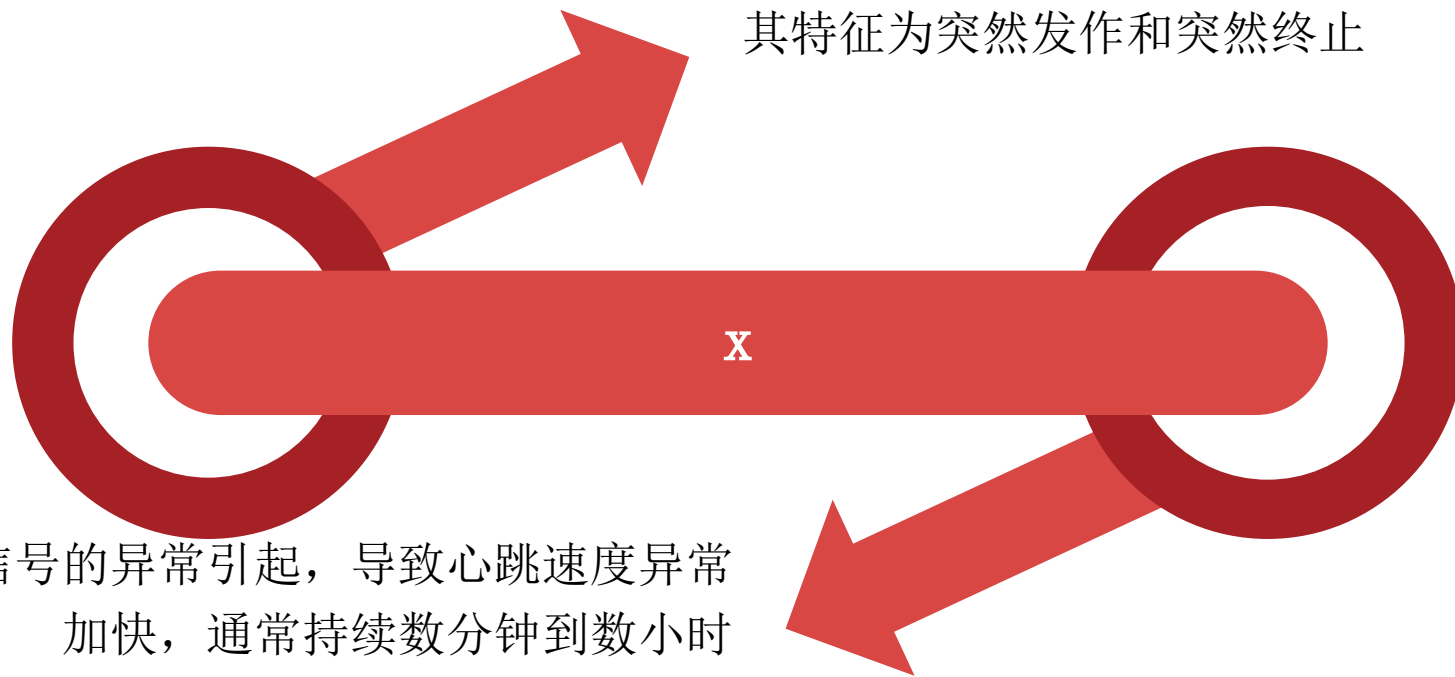 其特征为突然发作和突然终止
X
信号的异常引起，导致心跳速度异常
加快，通常持续数分钟到数小时